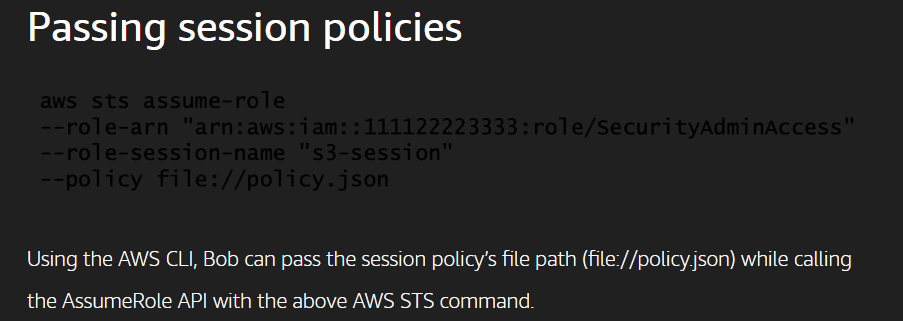 Passing session policies
aws sts assume-role
--role-arn "arn:aws:iam::111122223333:role/SecurityAdminAccess"
--role-session-name "s3-session"
--policy file://policy.json
Using the AWS CLI, Bob can pass the session policy’s file path (file://policy.json) while calling
the AssumeRole API with the above AWS STS command.